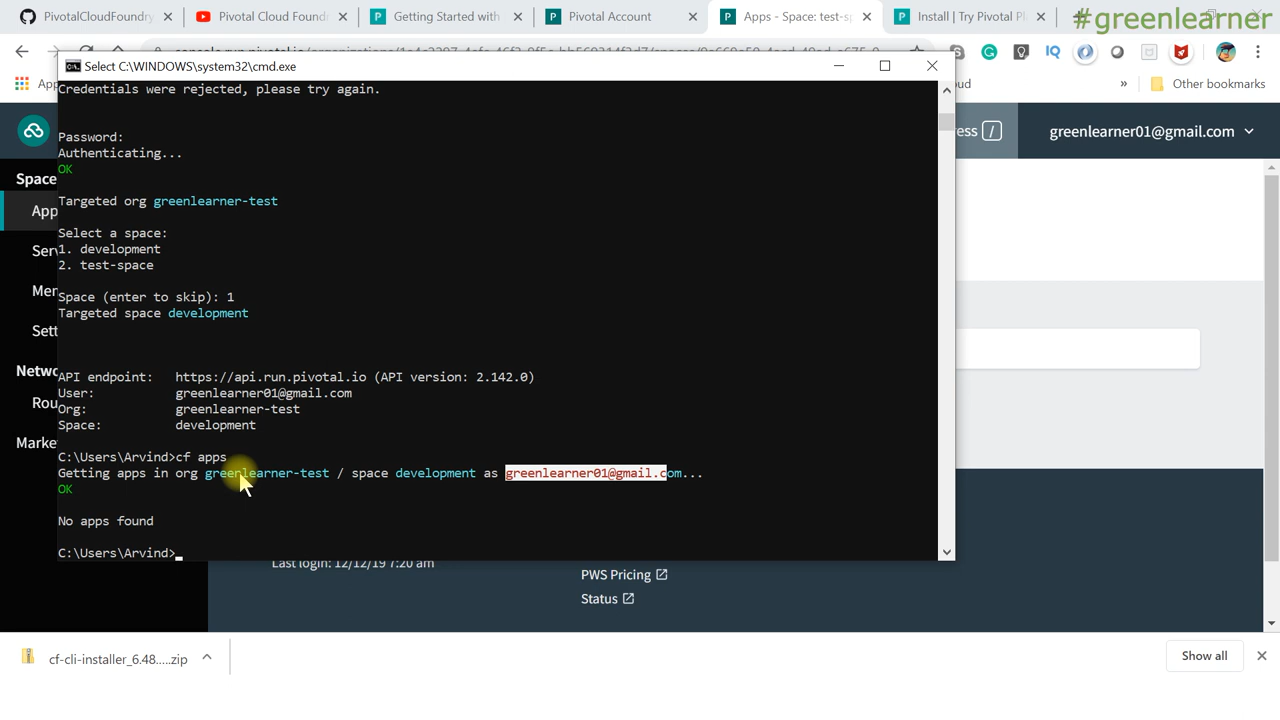 PivotalCloudFoundry
Pivotal Cloud Found
Getting Started with
Pivotal Account
Apps - Space: test-sp
Install | Try Pivotal Pl
#greenlearner
Other bookmarks
Select C:\WINDOWS\system32\cmd.exe
Credentials were rejected, please try again.
greenlearner01@gmail.com
Password:
Authenticating...
OK
Space
App
Targeted org greenlearner-test
Select a space:
1. development
2. test-space
Space (enter to skip): 1
Targeted space development
API endpoint: https://api.run.pivotal.io (API version: 2.142.0)
User: greenlearner01@gmail.com
Org: greenlearner-test
Space: development
C:\Users\Arvind>cf apps
Getting apps in org greenlearner-test / space development as greenlearner01@gmail.com...
OK
No apps found
C:\Users\Arvind>
Last login: 12/12/19 7:20 am
PWS Pricing
Status
cf-cli-installer_6.48.....zip
Show all